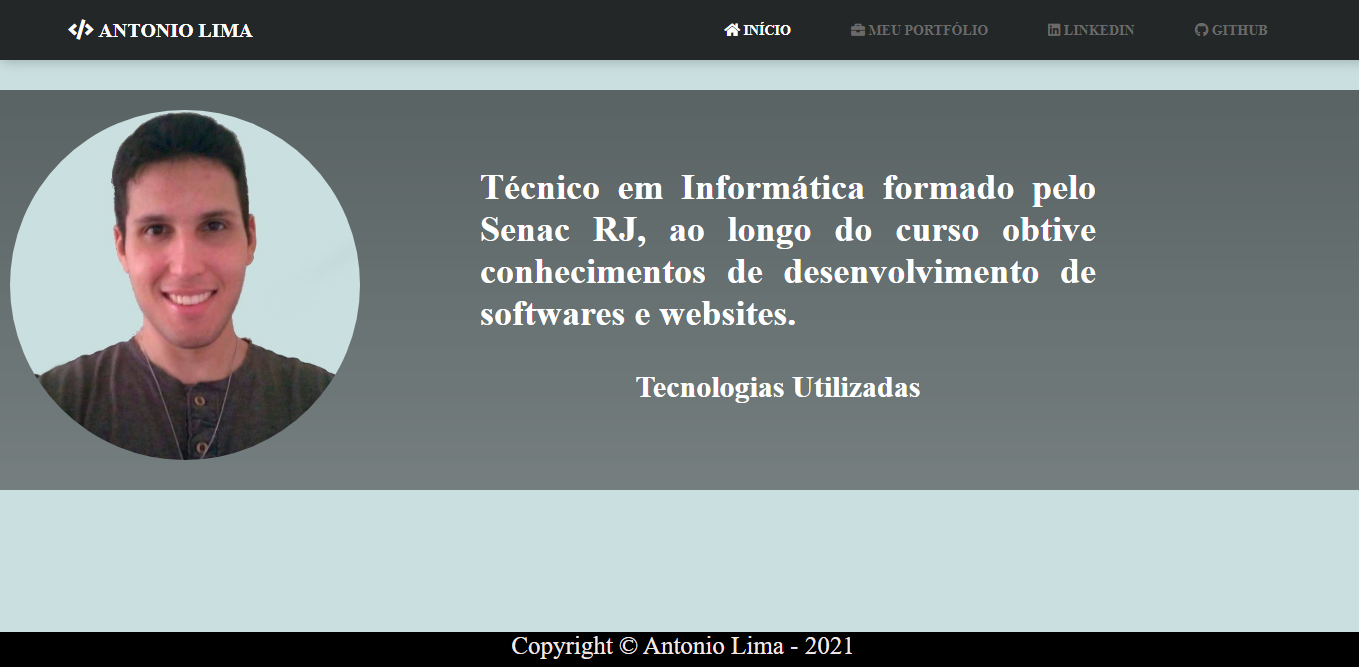 ANTONIO LIMA
INÍCIO
MEU PORTFÓLIO
LINKEDIN
GITHUB
Técnico em Informática formado pelo
Senac RJ, ao longo do curso obtive
conhecimentos de desenvolvimento de
softwares e websites.
Tecnologias Utilizadas
Copyright © Antonio Lima - 2021